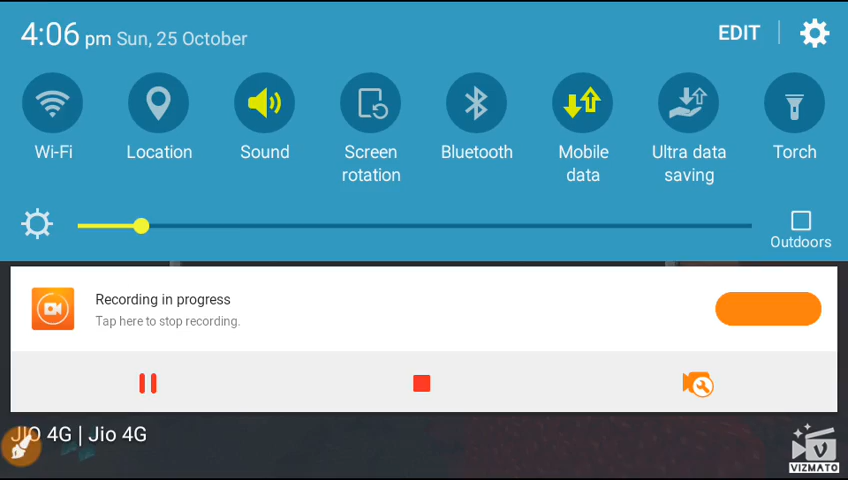 4:06 pm Sun, 25 October
EDIT
Wi-Fi
Location
Sound
Screen
rotation
Bluetooth
Mobile
data
Ultra data
saving
Torch
Outdoors
Recording in progress
Tap here to stop recording.
JIO 4G | Jio 4G
VIZMATO